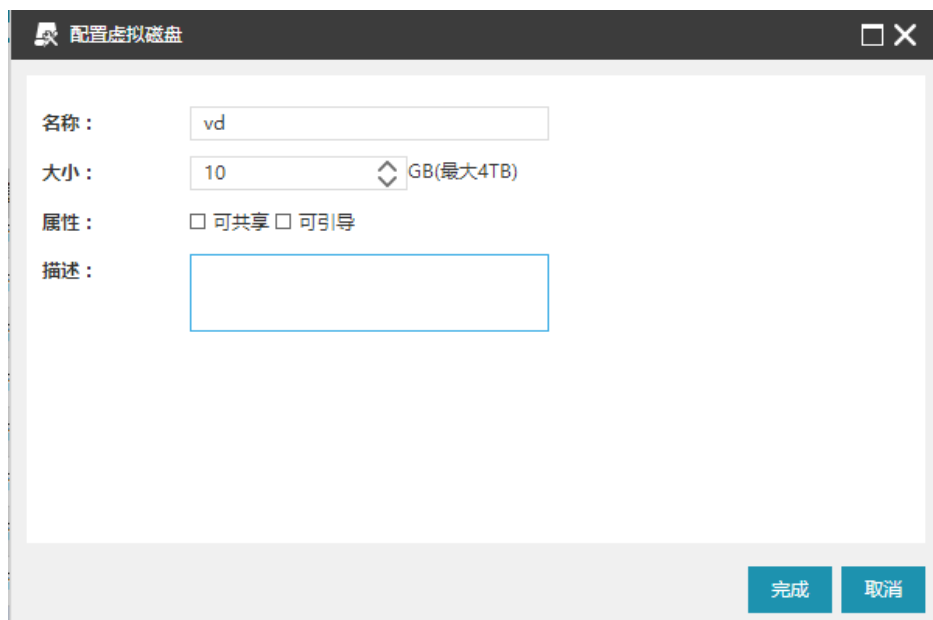 配置虚拟磁盘
名称： vd
大小： 10 GB(最大4TB)
属性： 可共享 可引导
描述：
完成 取消